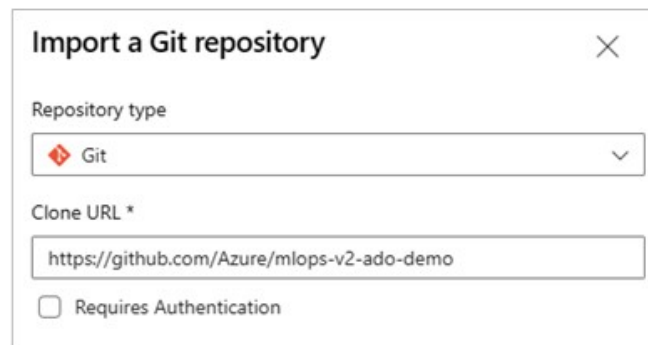 Import a Git repository
Repository type
Git
Clone URL *
https://github.com/Azure/mlops-v2-ado-demo
Requires Authentication